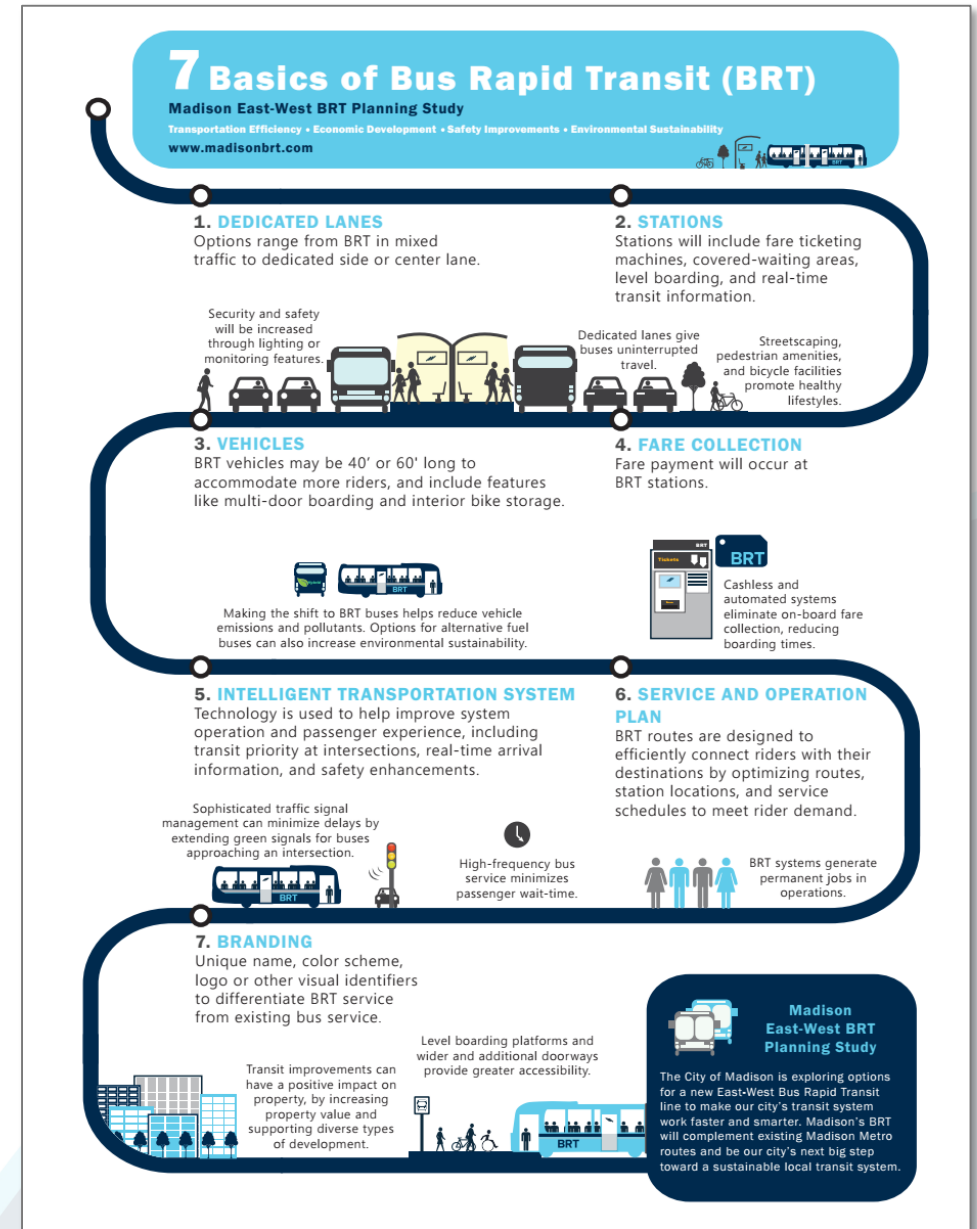 7 Basics of Bus Rapid Transit (BRT)
Madison East-West BRT Planning Study
Transportation Efficiency • Economic Development • Safety Improvements • Environmental Sustainability
www.madisonbrt.com
1. DEDICATED LANES
Options range from BRT in mixed
traffic to dedicated side or center lane.
2. STATIONS
Stations will include fare ticketing
machines, covered-waiting areas,
level boarding, and real-time
transit information.
Security and safety
will be increased
through lighting or
monitoring features.
Dedicated lanes give
buses uninterrupted
travel.
Streetscaping,
pedestrian amenities,
and bicycle facilities
promote healthy
lifestyles.
3. VEHICLES
BRT vehicles may be 40’ or 60' long to
accommodate more riders, and include features
like multi-door boarding and interior bike storage.
BRT
Making the shift to BRT buses helps reduce vehicle
emissions and pollutants. Options for alternative fuel
buses can also increase environmental sustainability.
4. FARE COLLECTION
Fare payment will occur at
BRT stations.
BRT
Tickets
BRT
Cashless and
automated systems
eliminate on-board fare
collection, reducing
boarding times.
5. INTELLIGENT TRANSPORTATION SYSTEM
Technology is used to help improve system
operation and passenger experience, including
transit priority at intersections, real-time arrival
information, and safety enhancements.
Sophisticated traffic signal
management can minimize delays by
extending green signals for buses
approaching an intersection.
BRT
High-frequency bus
service minimizes
passenger wait-time.
6. SERVICE AND OPERATION
PLAN
BRT routes are designed to
efficiently connect riders with their
destinations by optimizing routes,
station locations, and service
schedules to meet rider demand.
BRT systems generate
permanent jobs in
operations.
7. BRANDING
Unique name, color scheme,
logo or other visual identifiers
to differentiate BRT service
from existing bus service.
Transit improvements can
have a positive impact on
property, by increasing
property value and
supporting diverse types
of development.
Level boarding platforms and
wider and additional doorways
provide greater accessibility.
BRT
Madison
East-West BRT
Planning Study
The City of Madison is exploring options
for a new East-West Bus Rapid Transit
line to make our city’s transit system
work faster and smarter. Madison’s BRT
will complement existing Madison Metro
routes and be our city’s next big step
toward a sustainable local transit system.